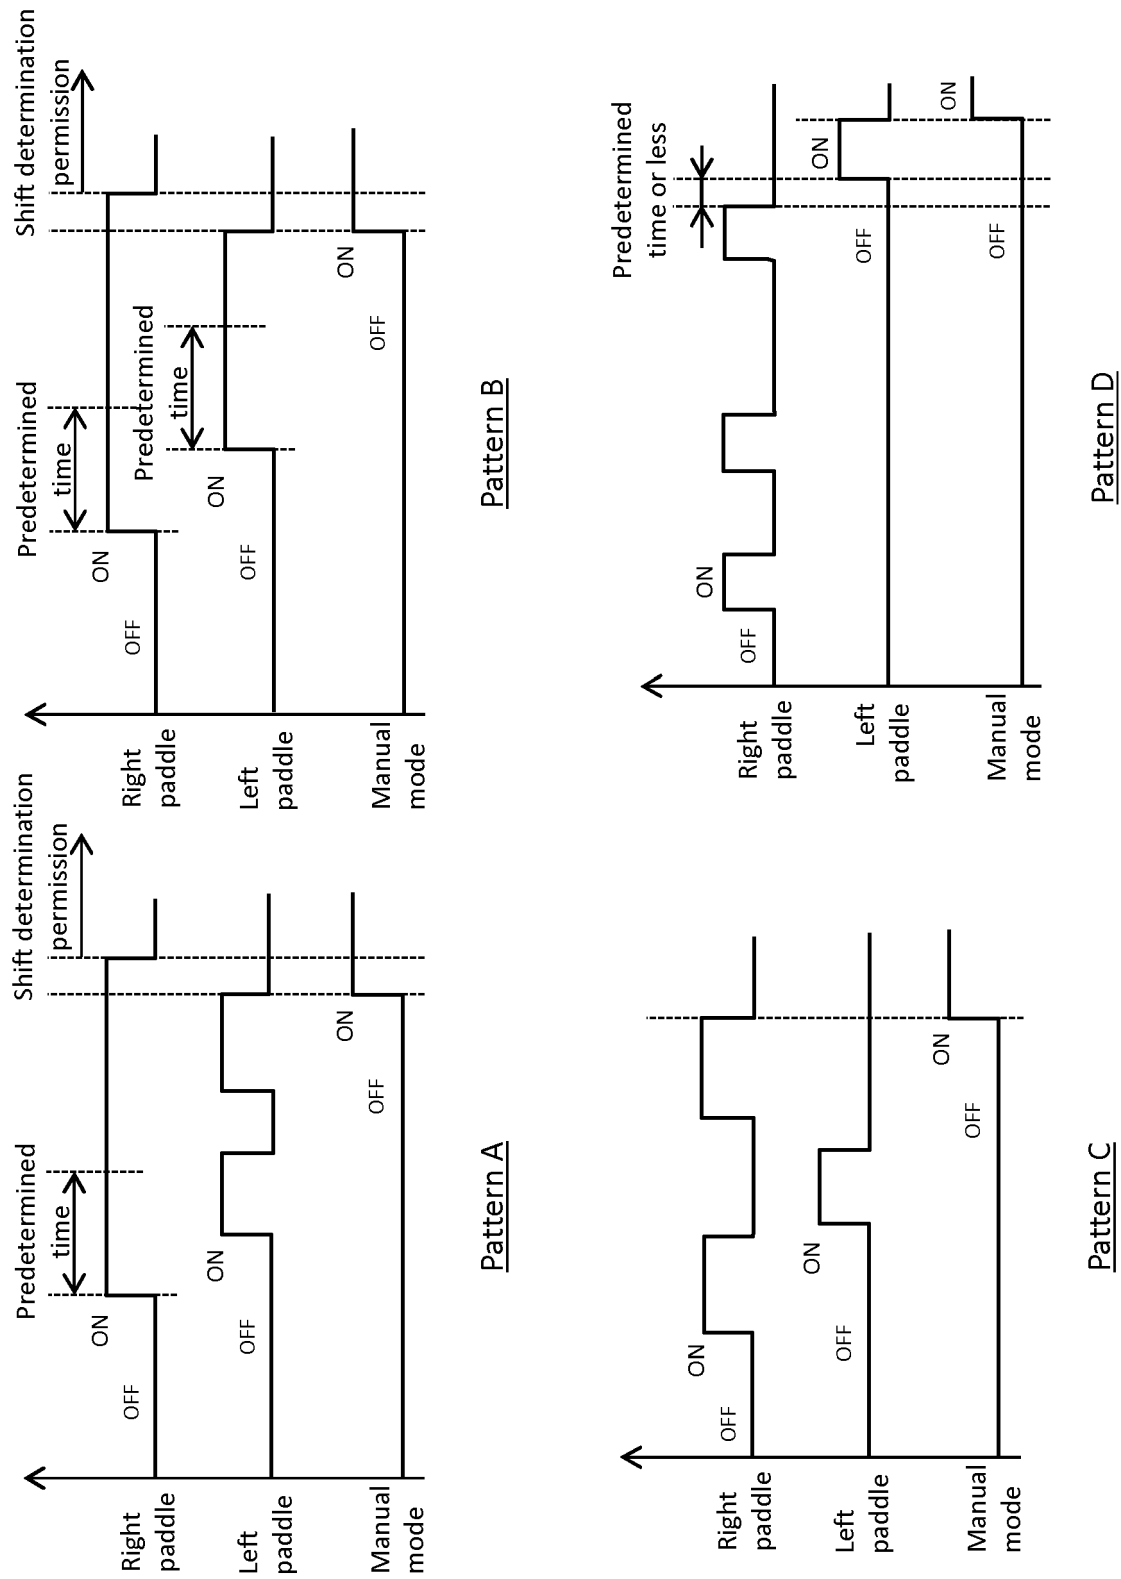 Shift determination
permission
Predetermined
time
ON
OFF
Right
paddle
ON
OFF
Left
paddle
ON
OFF
Manual
mode
Pattern A
Shift determination
permission
Predetermined
time
ON
OFF
Right
paddle
Predetermined
time
ON
OFF
Left
paddle
ON
OFF
Manual
mode
Pattern B
ON
OFF
Right
paddle
ON
OFF
Left
paddle
ON
OFF
Manual
mode
Pattern C
Predetermined
time or less
ON
OFF
Right
paddle
ON
OFF
Left
paddle
ON
OFF
Manual
mode
Pattern D